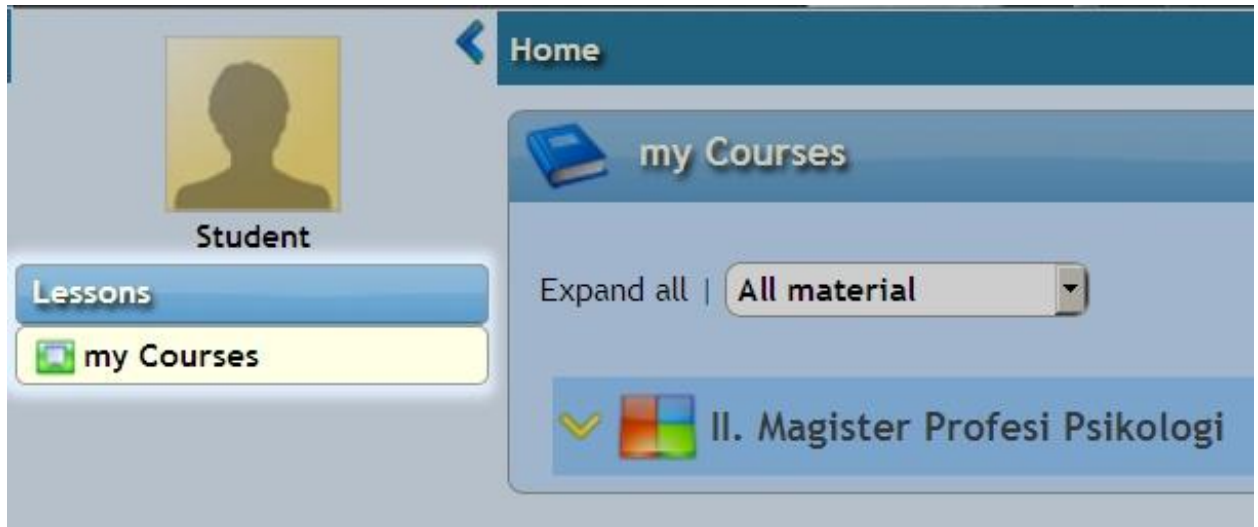 Home
my Courses
Student
Lessons
my Courses
Expand all | All material
II. Magister Profesi Psikologi